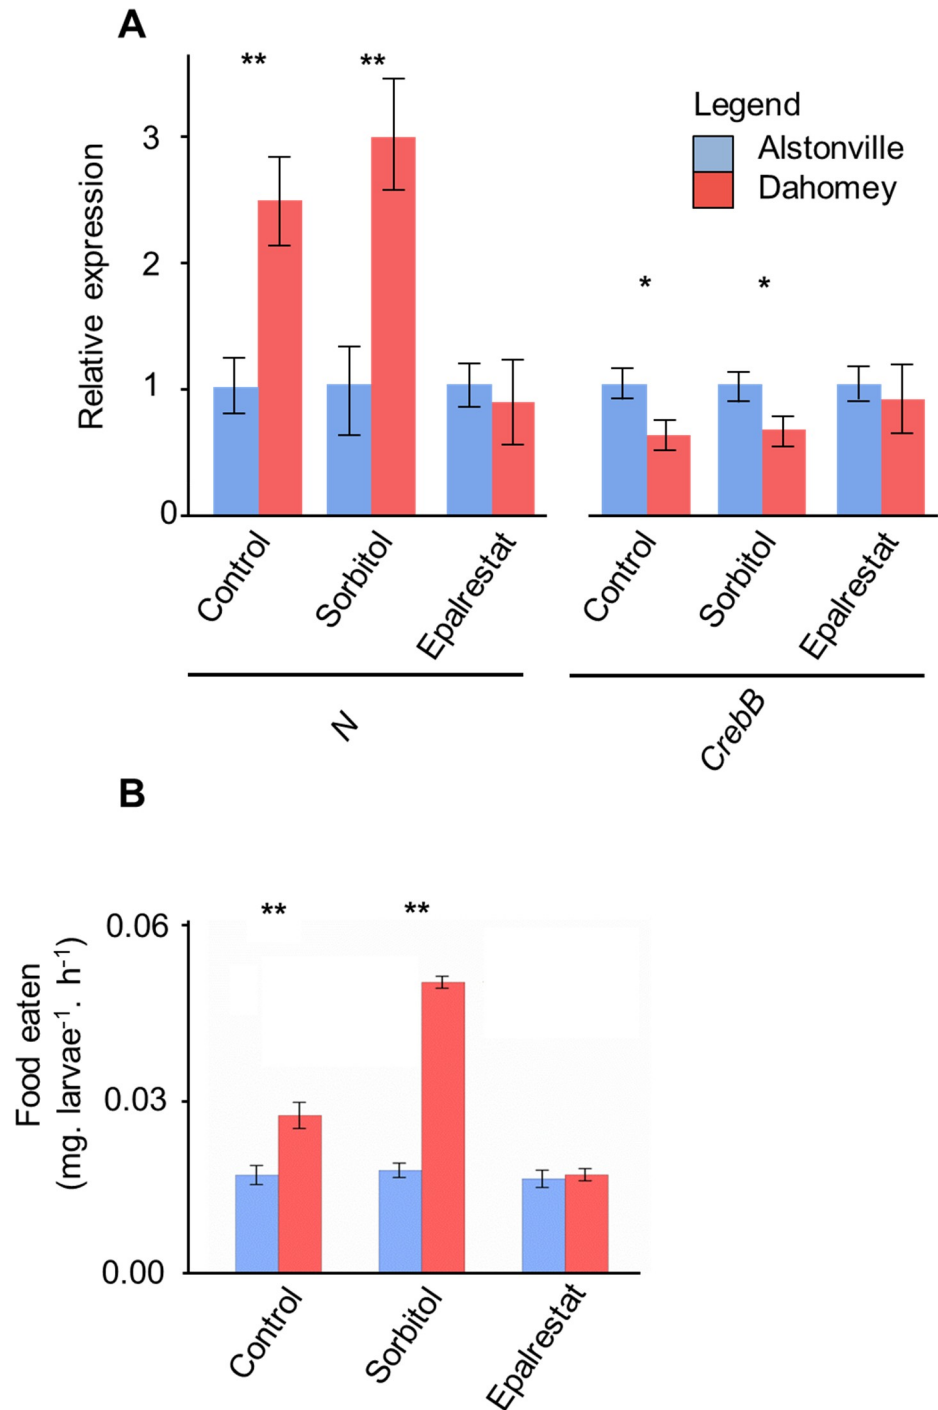 A
**
**
Legend
Alstonville
Dahomey
Relative expression
3
2
1
0
*
*
Control
Sorbitol
Epalrestat
Control
Sorbitol
Epalrestat
N
CrebB
B
**
**
Food eaten
(mg. larvae⁻¹. h⁻¹)
0.06
0.03
0.00
Control
Sorbitol
Epalrestat